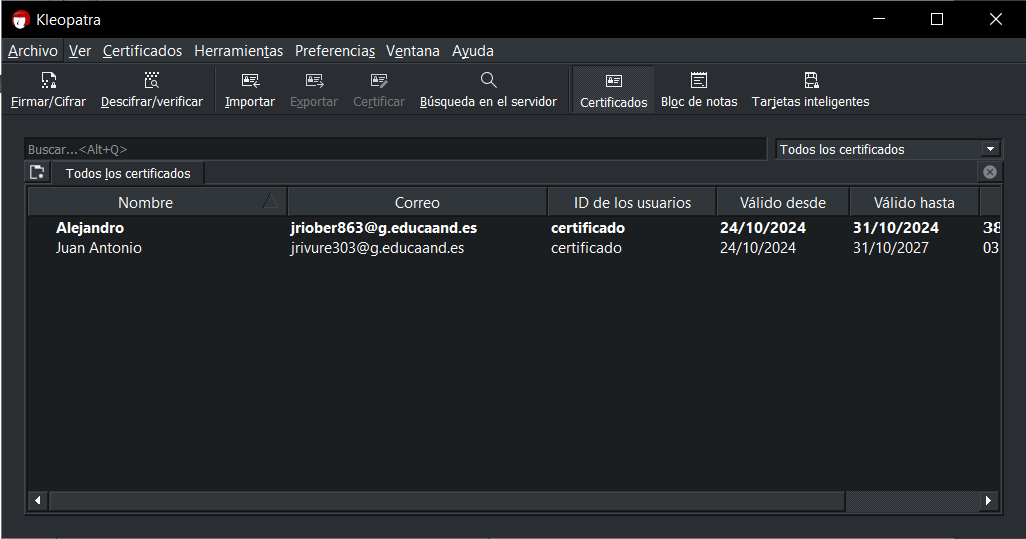 Kleopatra
Archivo Ver Certificados Herramientas Preferencias Ventana Ayuda
Firmar/Cifrar Descifrar/verificar Importar Exportar Certificar Búsqueda en el servidor Certificados Bloc de notas Tarjetas inteligentes
Buscar...<Alt+Q> Todos los certificados
Todos los certificados
Nombre Correo ID de los usuarios Válido desde Válido hasta
Alejandro jriober863@g.educaand.es certificado 24/10/2024 31/10/2024 38
Juan Antonio jrivure303@g.educaand.es certificado 24/10/2024 31/10/2027 03